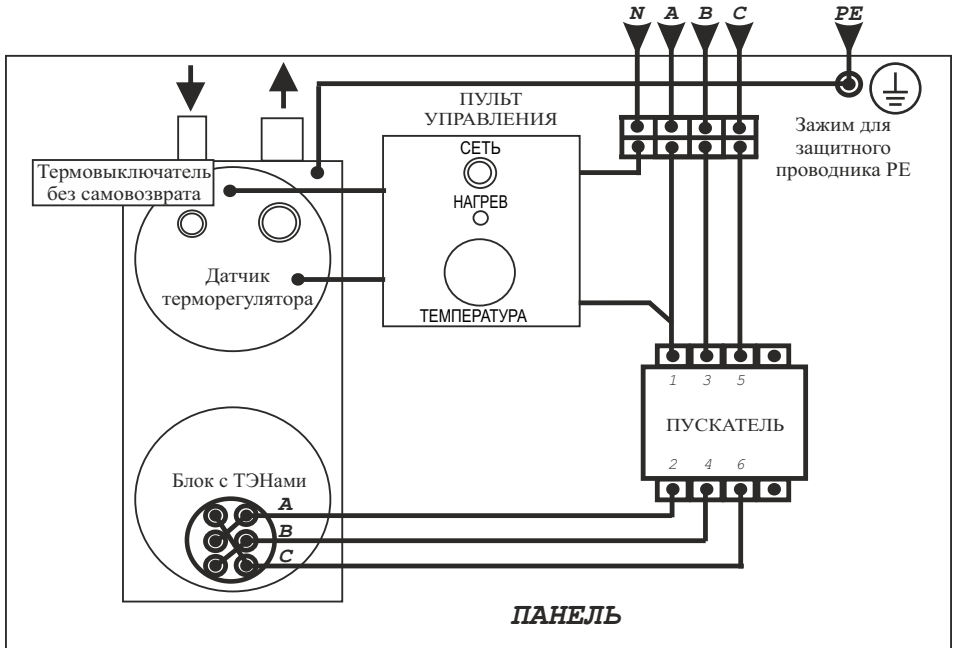 N A B C PE
ПУЛЬТ
УПРАВЛЕНИЯ
Зажим для
защитного
проводника PE
СЕТЬ
НАГРЕВ
ТЕМПЕРАТУРА
Термовыключатель
без самовозврата
Датчик
терморегулятора
1 3 5
ПУСКАТЕЛЬ
2 4 6
Блок с ТЭНами
A
B
C
ПАНЕЛЬ